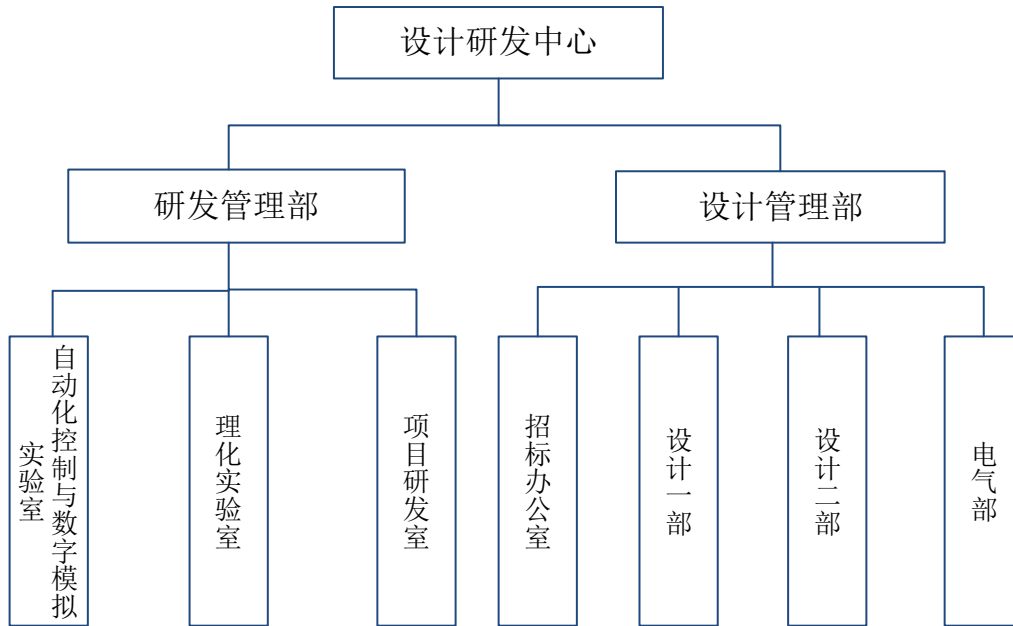 设计研发中心
研发管理部
设计管理部
自动化控制与数字模拟
实验室
理化实验室
项目研发室
招标办公室
设计一部
设计二部
电气部